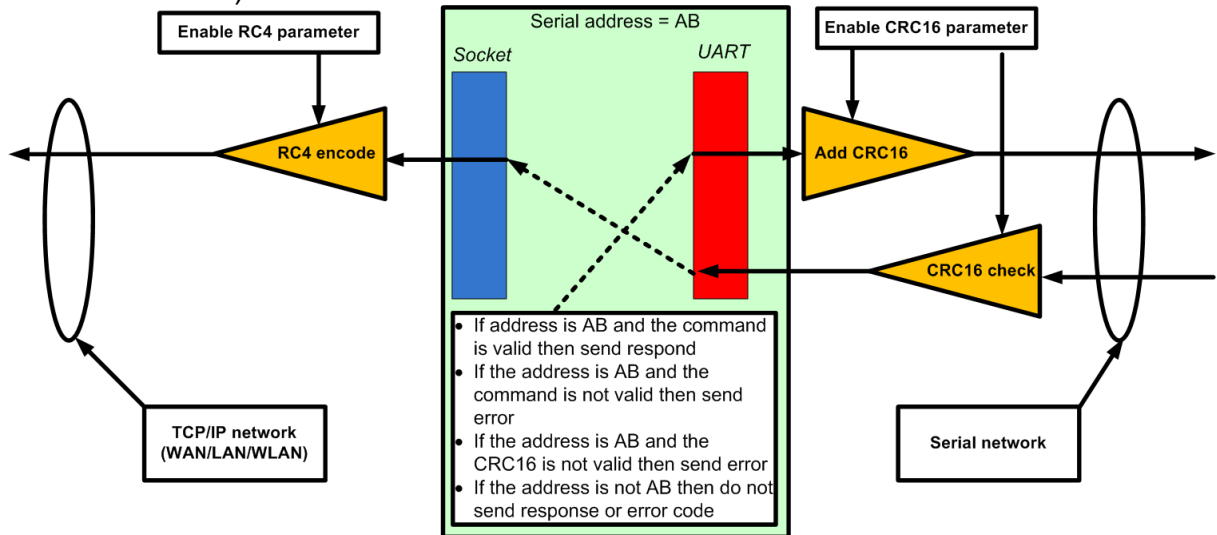 Enable RC4 parameter
Serial address = AB
Enable CRC16 parameter
Socket
UART
RC4 encode
Add CRC16
CRC16 check
• If address is AB and the command
is valid then send respond
• If the address is AB and the
command is not valid then send
error
• If the address is AB and the
CRC16 is not valid then send error
• If the address is not AB then do not
send response or error code
TCP/IP network
(WAN/LAN/WLAN)
Serial network